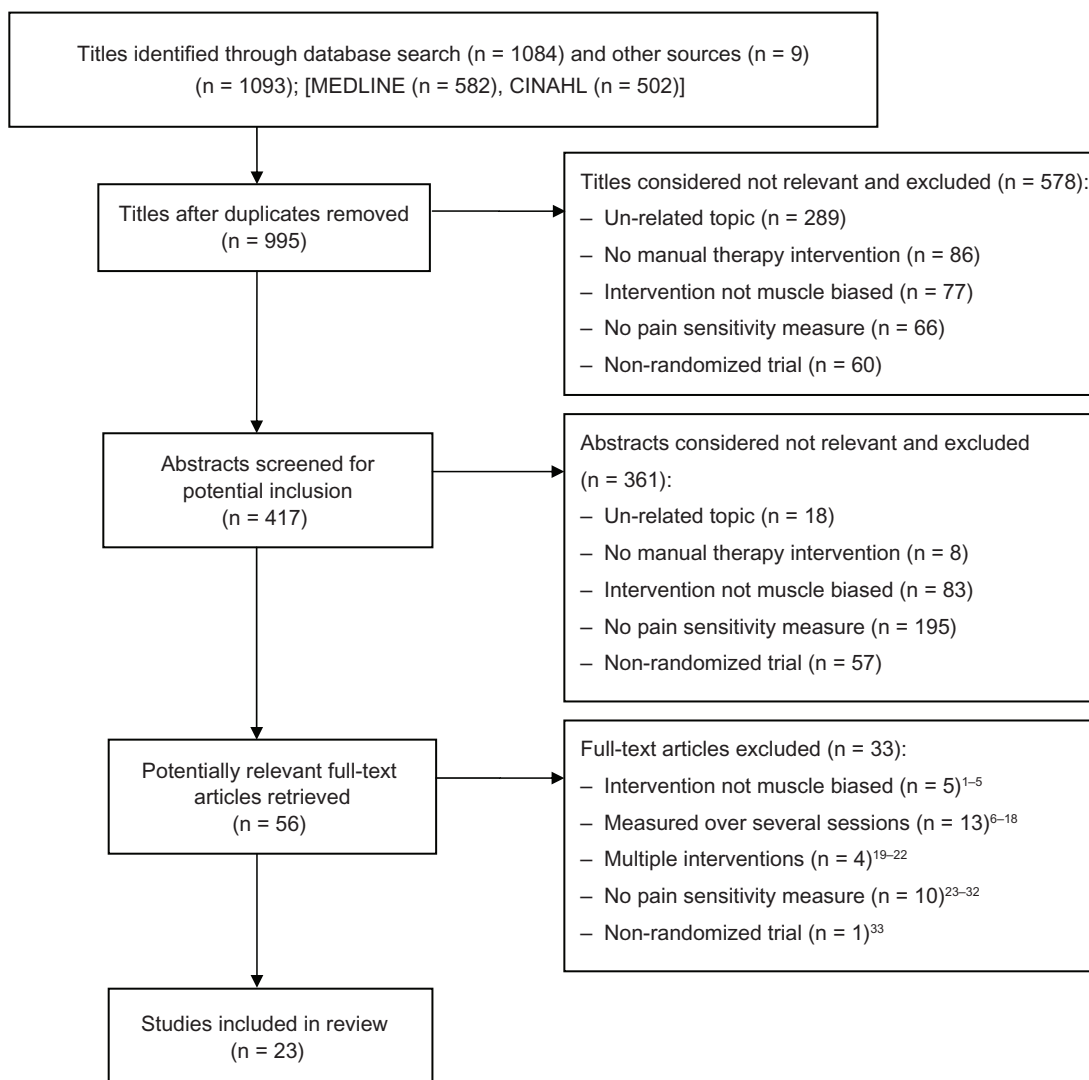 Titles identified through database search (n = 1084) and other sources (n = 9)
(n = 1093); [MEDLINE (n = 582), CINAHL (n = 502)]
Titles after duplicates removed
(n = 995)
Titles considered not relevant and excluded (n = 578):
– Un-related topic (n = 289)
– No manual therapy intervention (n = 86)
– Intervention not muscle biased (n = 77)
– No pain sensitivity measure (n = 66)
– Non-randomized trial (n = 60)
Abstracts screened for
potential inclusion
(n = 417)
Abstracts considered not relevant and excluded
(n = 361):
– Un-related topic (n = 18)
– No manual therapy intervention (n = 8)
– Intervention not muscle biased (n = 83)
– No pain sensitivity measure (n = 195)
– Non-randomized trial (n = 57)
Potentially relevant full-text
articles retrieved
(n = 56)
Full-text articles excluded (n = 33):
– Intervention not muscle biased (n = 5)1–5
– Measured over several sessions (n = 13)6–18
– Multiple interventions (n = 4)19–22
– No pain sensitivity measure (n = 10)23–32
– Non-randomized trial (n = 1)33
Studies included in review
(n = 23)